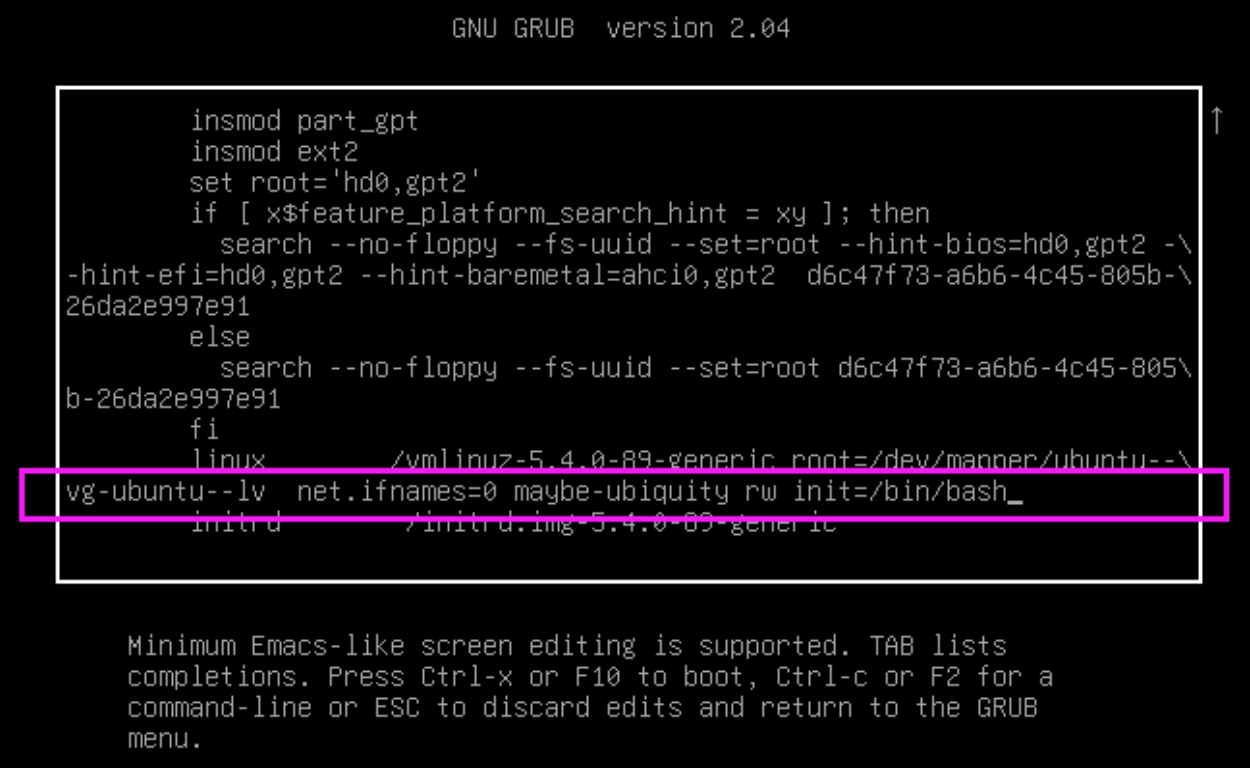 GNU GRUB  version 2.04
insmod part_gpt
insmod ext2
set root='hd0,gpt2'
if [ x$feature_platform_search_hint = xy ]; then
search --no-floppy --fs-uuid --set=root --hint-bios=hd0,gpt2 -\
-hint-efi=hd0,gpt2 --hint-baremetal=ahci0,gpt2  d6c47f73-a6b6-4c45-805b-\
26da2e997e91
else
search --no-floppy --fs-uuid --set=root d6c47f73-a6b6-4c45-805\
b-26da2e997e91
fi
linux /vmlinuz-5.4.0-89-generic root=/dev/mapper/ubuntu--\
vg-ubuntu--lv  net.ifnames=0 maybe-ubiquity rw init=/bin/bash_
initrd /initrd.img-5.4.0-89-generic
↑
Minimum Emacs-like screen editing is supported. TAB lists
completions. Press Ctrl-x or F10 to boot, Ctrl-c or F2 for a
command-line or ESC to discard edits and return to the GRUB
menu.